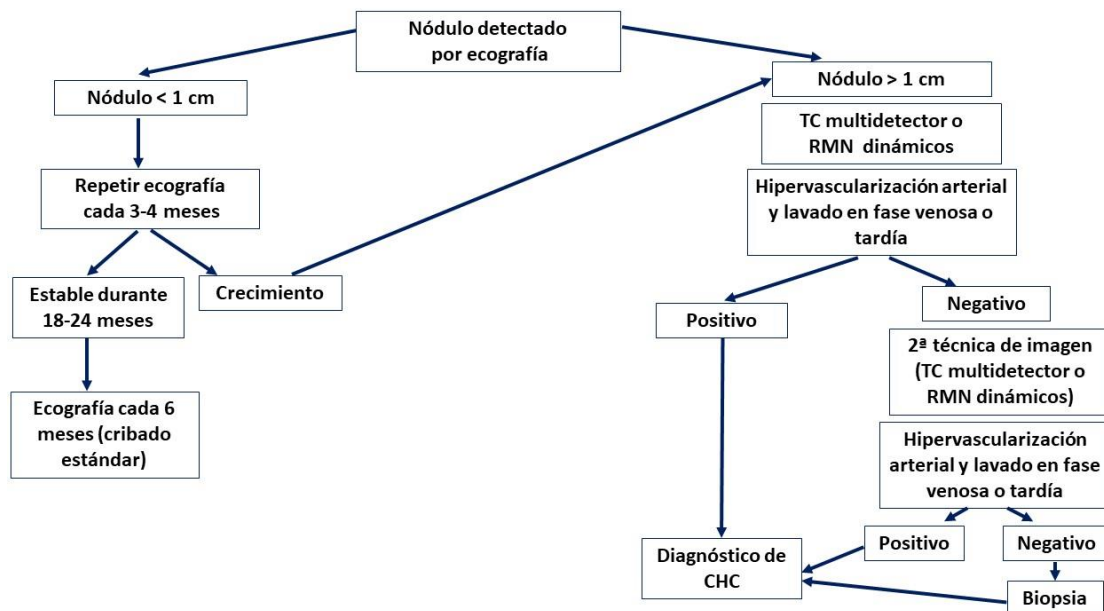 Nódulo detectado
por ecografía
Nódulo < 1 cm
Repetir ecografía
cada 3-4 meses
Estable durante
18-24 meses
Crecimiento
Ecografía cada 6
meses (cribado
estándar)
Nódulo > 1 cm
TC multidetector o
RMN dinámicos
Hipervascularización arterial
y lavado en fase venosa o
tardía
Positivo
Negativo
2ª técnica de imagen
(TC multidetector o
RMN dinámicos)
Hipervascularización
arterial y lavado en fase
venosa o tardía
Positivo
Negativo
Diagnóstico de
CHC
Biopsia